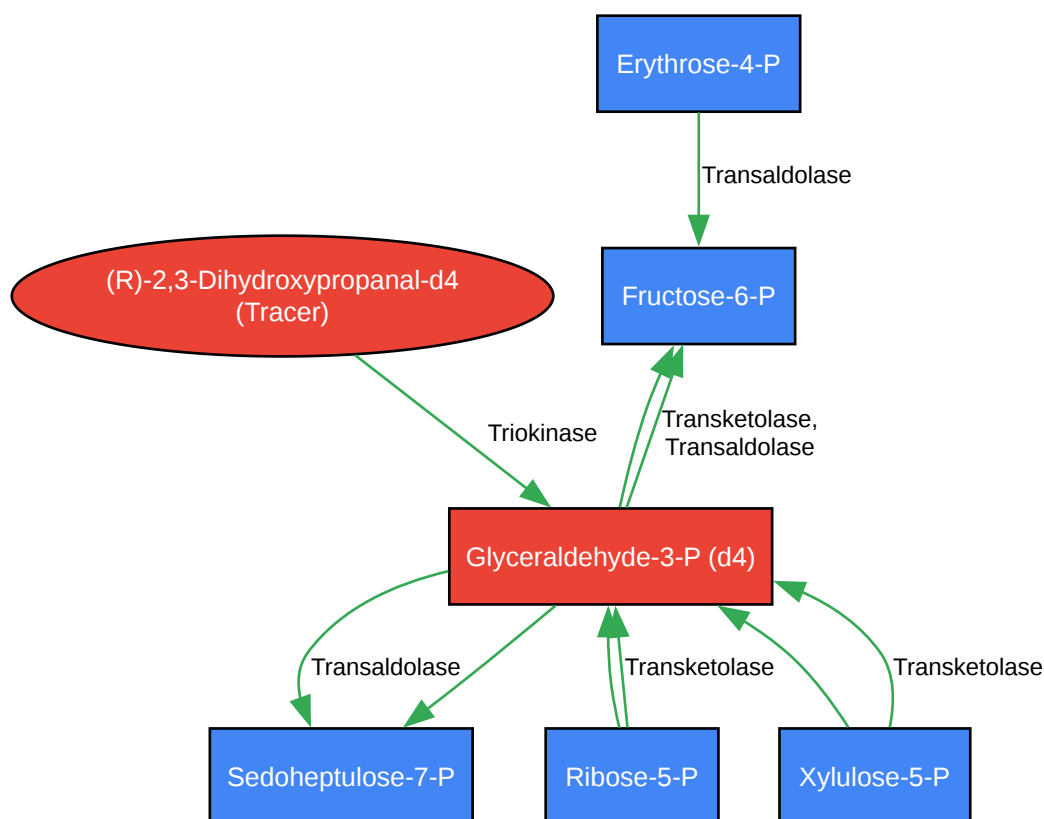 Erythrose-4-P
Transaldolase
(R)-2,3-Dihydroxypropanal-d4
(Tracer)
Fructose-6-P
Triokinase
Transketolase,
Transaldolase
Glyceraldehyde-3-P (d4)
Transaldolase
Transketolase
Transketolase
Sedoheptulose-7-P
Ribose-5-P
Xylulose-5-P